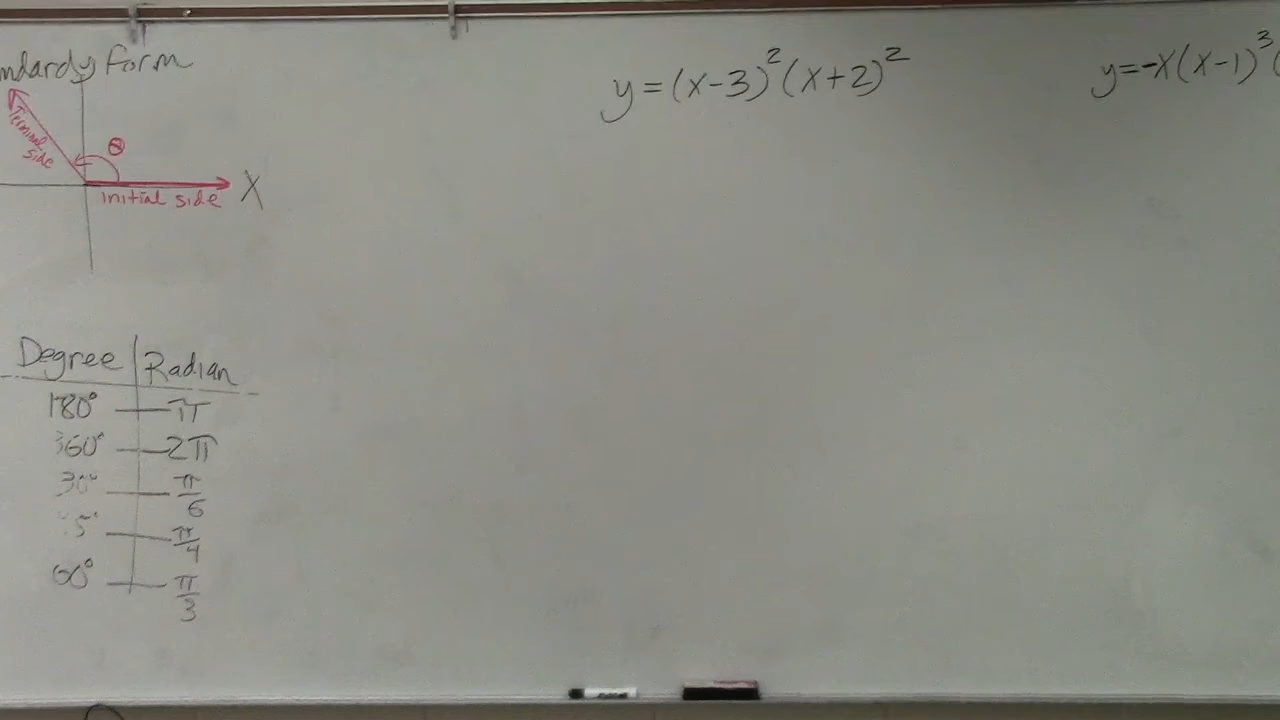 y form
y=(x-3)²(x+2)²
y=-x(x-1)³(
Terminal
side
θ
X
initial side
Degree Radian
180° π
360° 2π
30° π/6
5° π/4
60° π/3